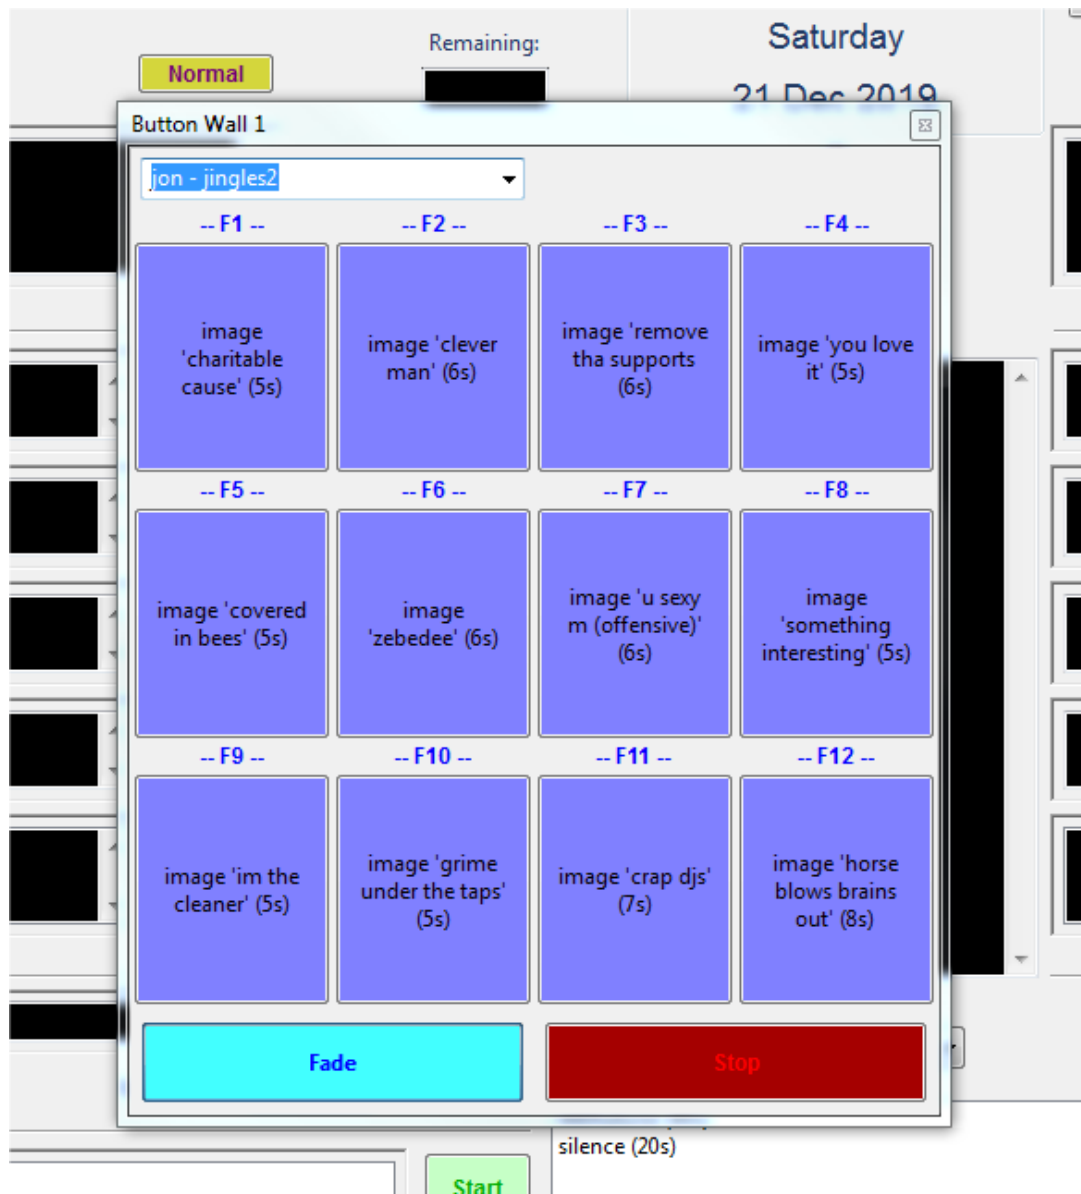 Remaining:
Saturday
Normal
21 Dec 2019
Button Wall 1
jon - jingles2
-- F1 --
-- F2 --
-- F3 --
-- F4 --
image
'charitable
cause' (5s)
image 'clever
man' (6s)
image 'remove
tha supports
(6s)
image 'you love
it' (5s)
-- F5 --
-- F6 --
-- F7 --
-- F8 --
image 'covered
in bees' (5s)
image
'zebedee' (6s)
image 'u sexy
m (offensive)'
(6s)
image
'something
interesting' (5s)
-- F9 --
-- F10 --
-- F11 --
-- F12 --
image 'im the
cleaner' (5s)
image 'grime
under the taps'
(5s)
image 'crap djs'
(7s)
image 'horse
blows brains
out' (8s)
Fade
Stop
silence (20s)
Start